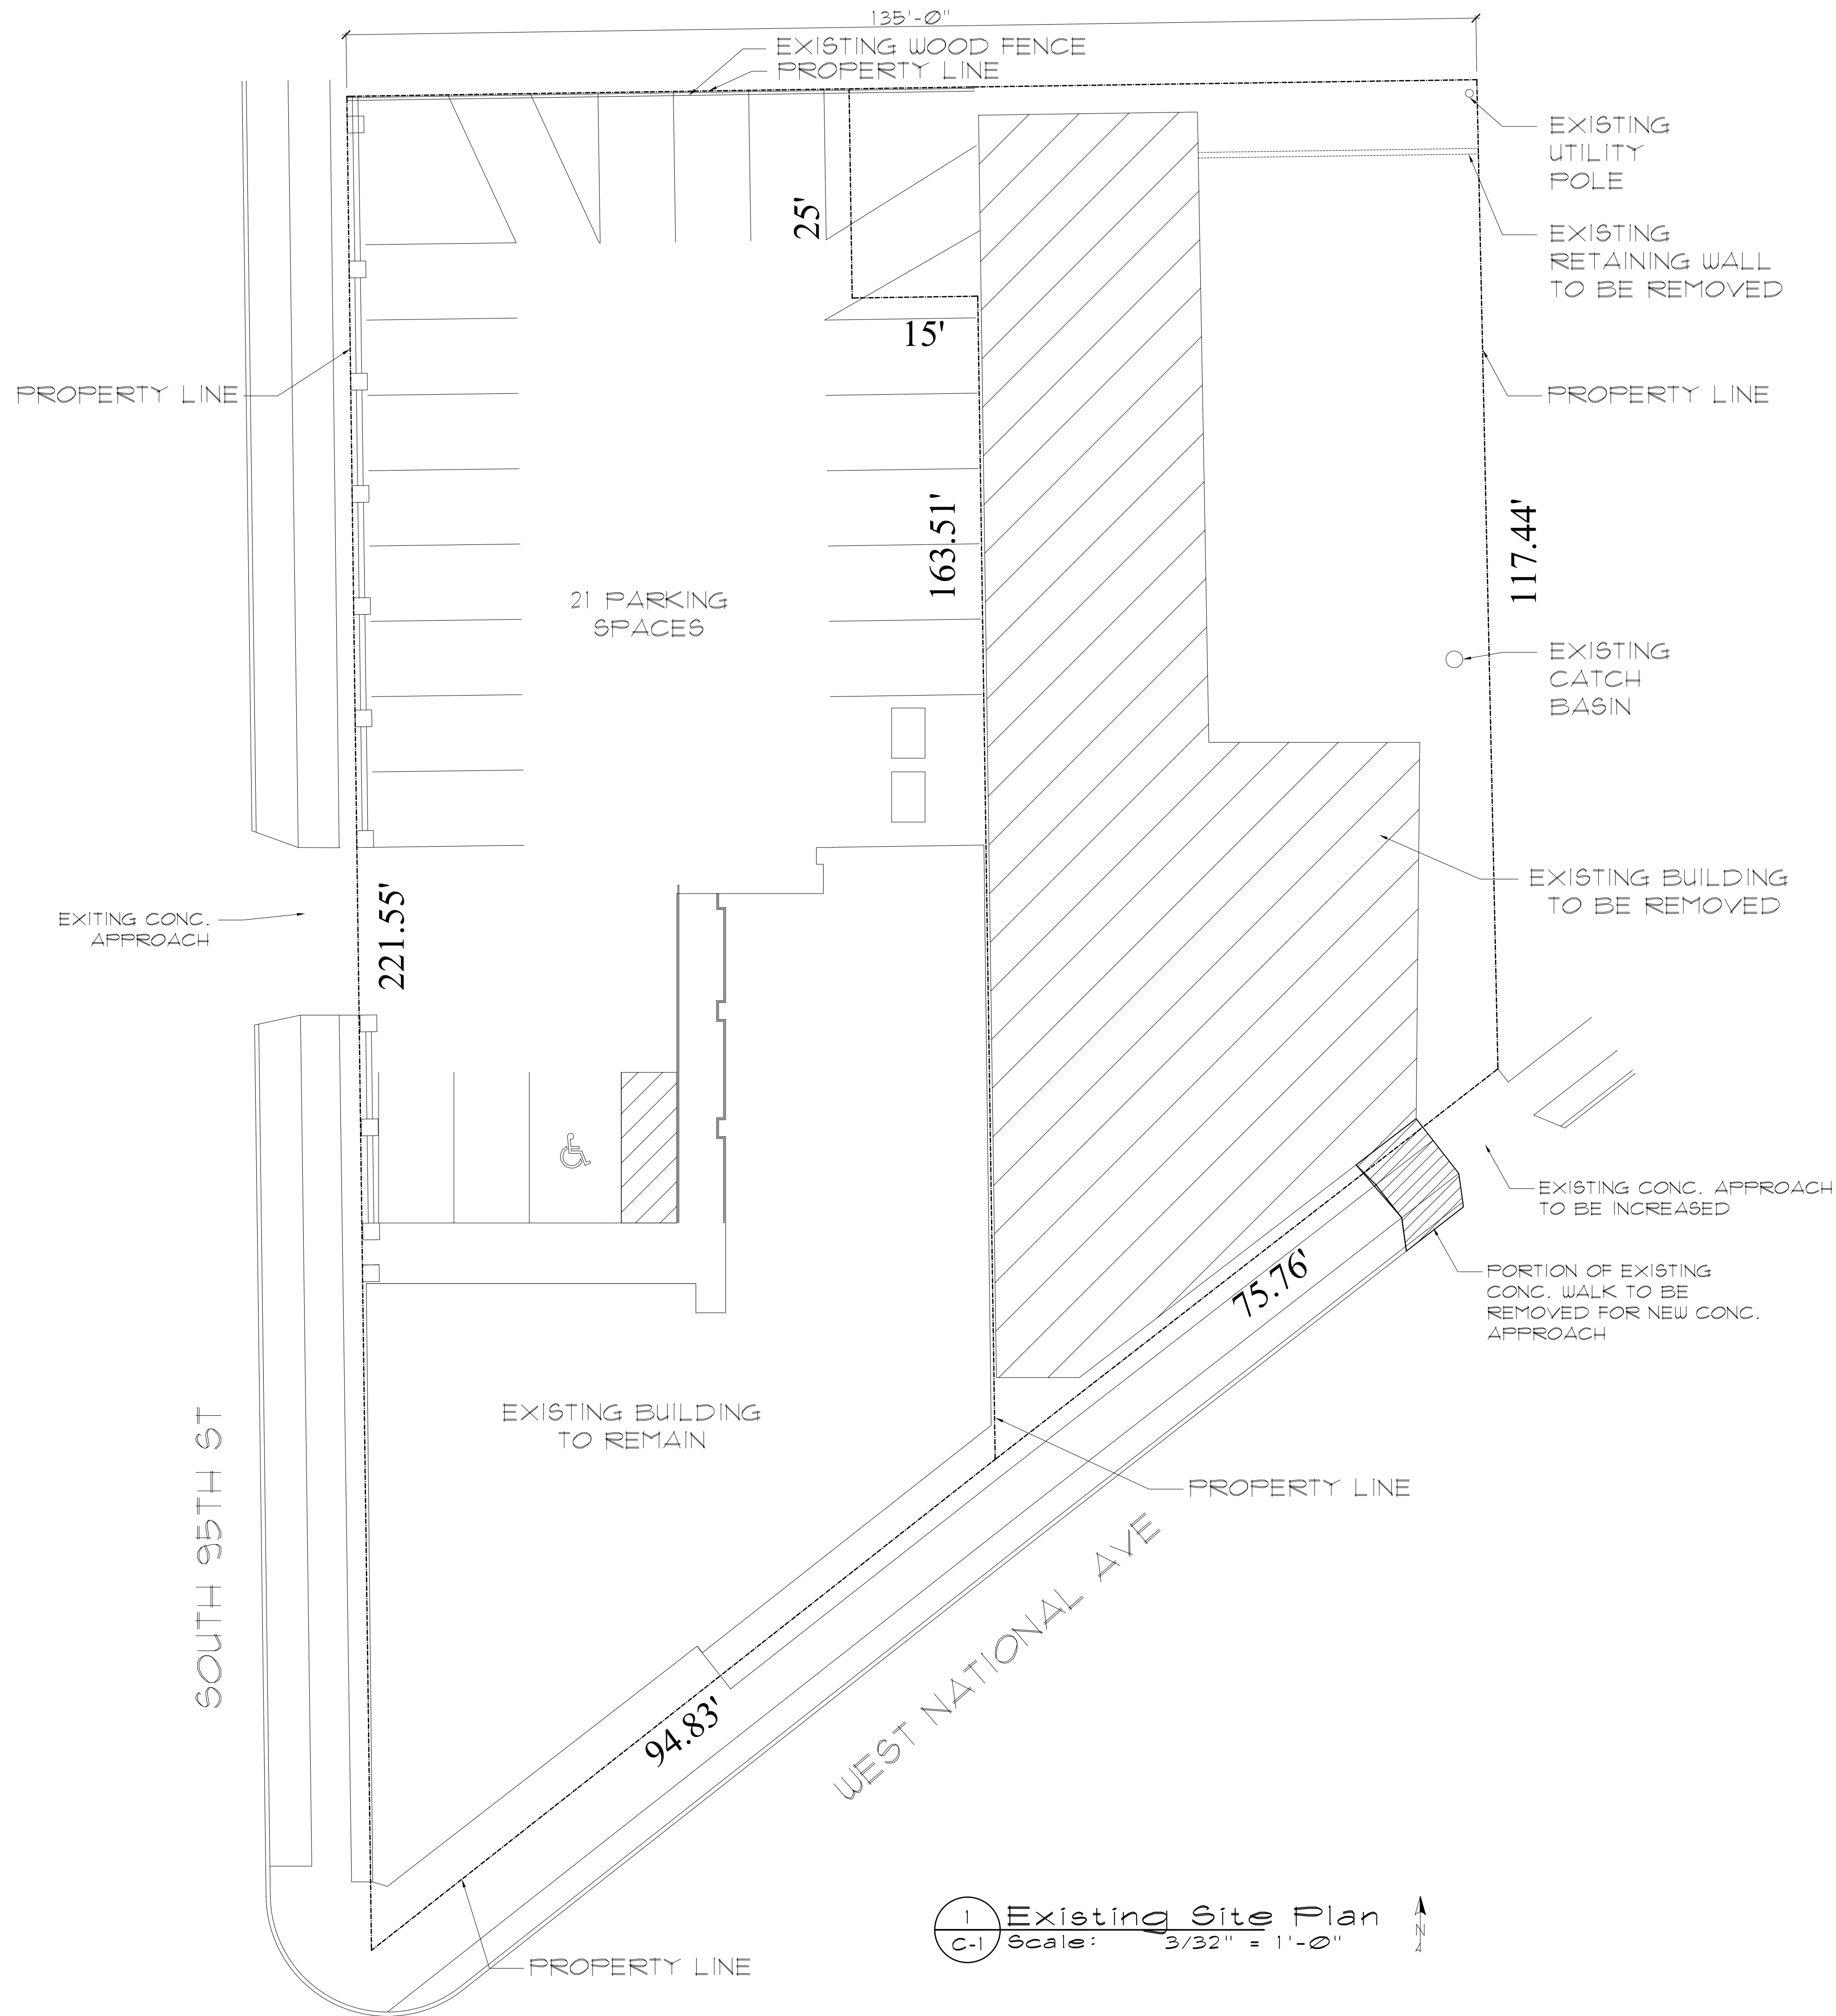 135'-0"
EXISTING WOOD FENCE
PROPERTY LINE
EXISTING
UTILITY
POLE
25'
EXISTING
RETAINING WALL
TO BE REMOVED
15'
PROPERTY LINE
PROPERTY LINE
163.51'
117.44'
21 PARKING
SPACES
EXISTING
CATCH
BASIN
EXISTING BUILDING
TO BE REMOVED
EXITING CONC.
APPROACH
221.55'
EXISTING CONC. APPROACH
TO BE INCREASED
PORTION OF EXISTING
CONC. WALK TO BE
REMOVED FOR NEW CONC.
APPROACH
75.76'
EXISTING BUILDING
TO REMAIN
PROPERTY LINE
SOUTH 95TH ST
WEST NATIONAL AVE
94.83'
PROPERTY LINE
1
C-1
Existing Site Plan
Scale: 3/32" = 1'-0"
N